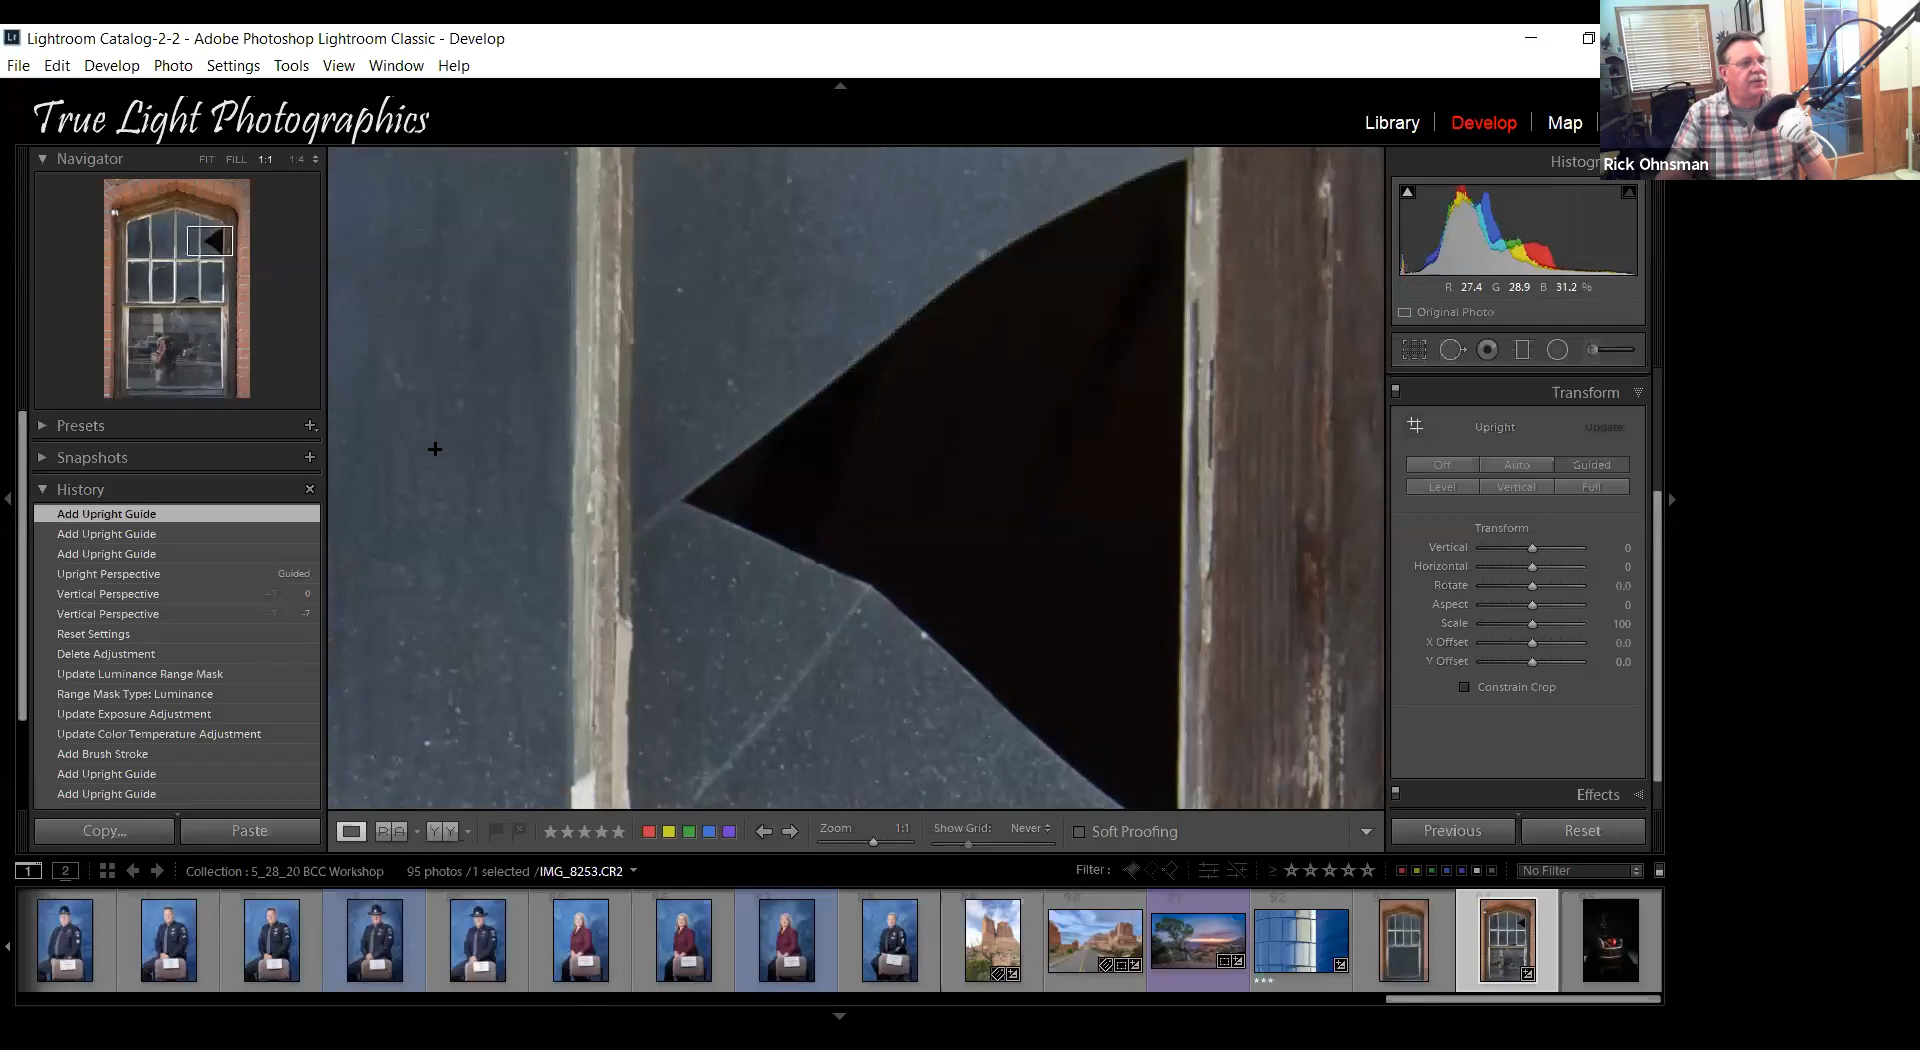 Lr Lightroom Catalog-2-2 - Adobe Photoshop Lightroom Classic - Develop
File Edit Develop Photo Settings Tools View Window Help
True Light Photographics
Library Develop Map
Rick Ohnsman
Navigator FIT FILL 1:1 1:4
Histog
R 27.4 G 28.9 B 31.2 %
Original Photo
Transform
Upright Update
Off Auto Guided
Level Vertical Full
Transform
Vertical 0
Horizontal 0
Rotate 0.0
Aspect 0
Scale 100
X Offset 0.0
Y Offset 0.0
Constrain Crop
Effects
Previous Reset
Presets
Snapshots
History
Add Upright Guide
Add Upright Guide
Add Upright Guide
Upright Perspective Guided
Vertical Perspective -7 0
Vertical Perspective -7 -7
Reset Settings
Delete Adjustment
Update Luminance Range Mask
Range Mask Type: Luminance
Update Exposure Adjustment
Update Color Temperature Adjustment
Add Brush Stroke
Add Upright Guide
Add Upright Guide
Copy... Paste
R A Y Y Zoom 1:1 Show Grid: Never Soft Proofing
1 2 Collection : 5_28_20 BCC Workshop 95 photos /1 selected /IMG_8253.CR2 Filter : No Filter